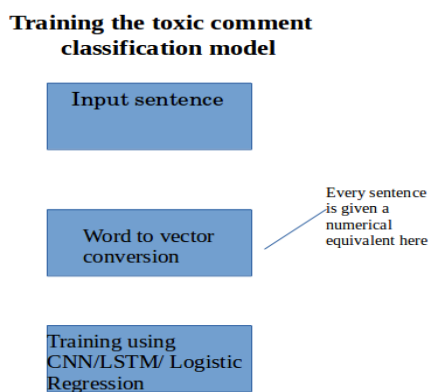 Training the toxic comment
classification model
Input sentence
Every sentence
is given a
numerical
equivalent here
Word to vector
conversion
Training using
CNN/LSTM/ Logistic
Regression